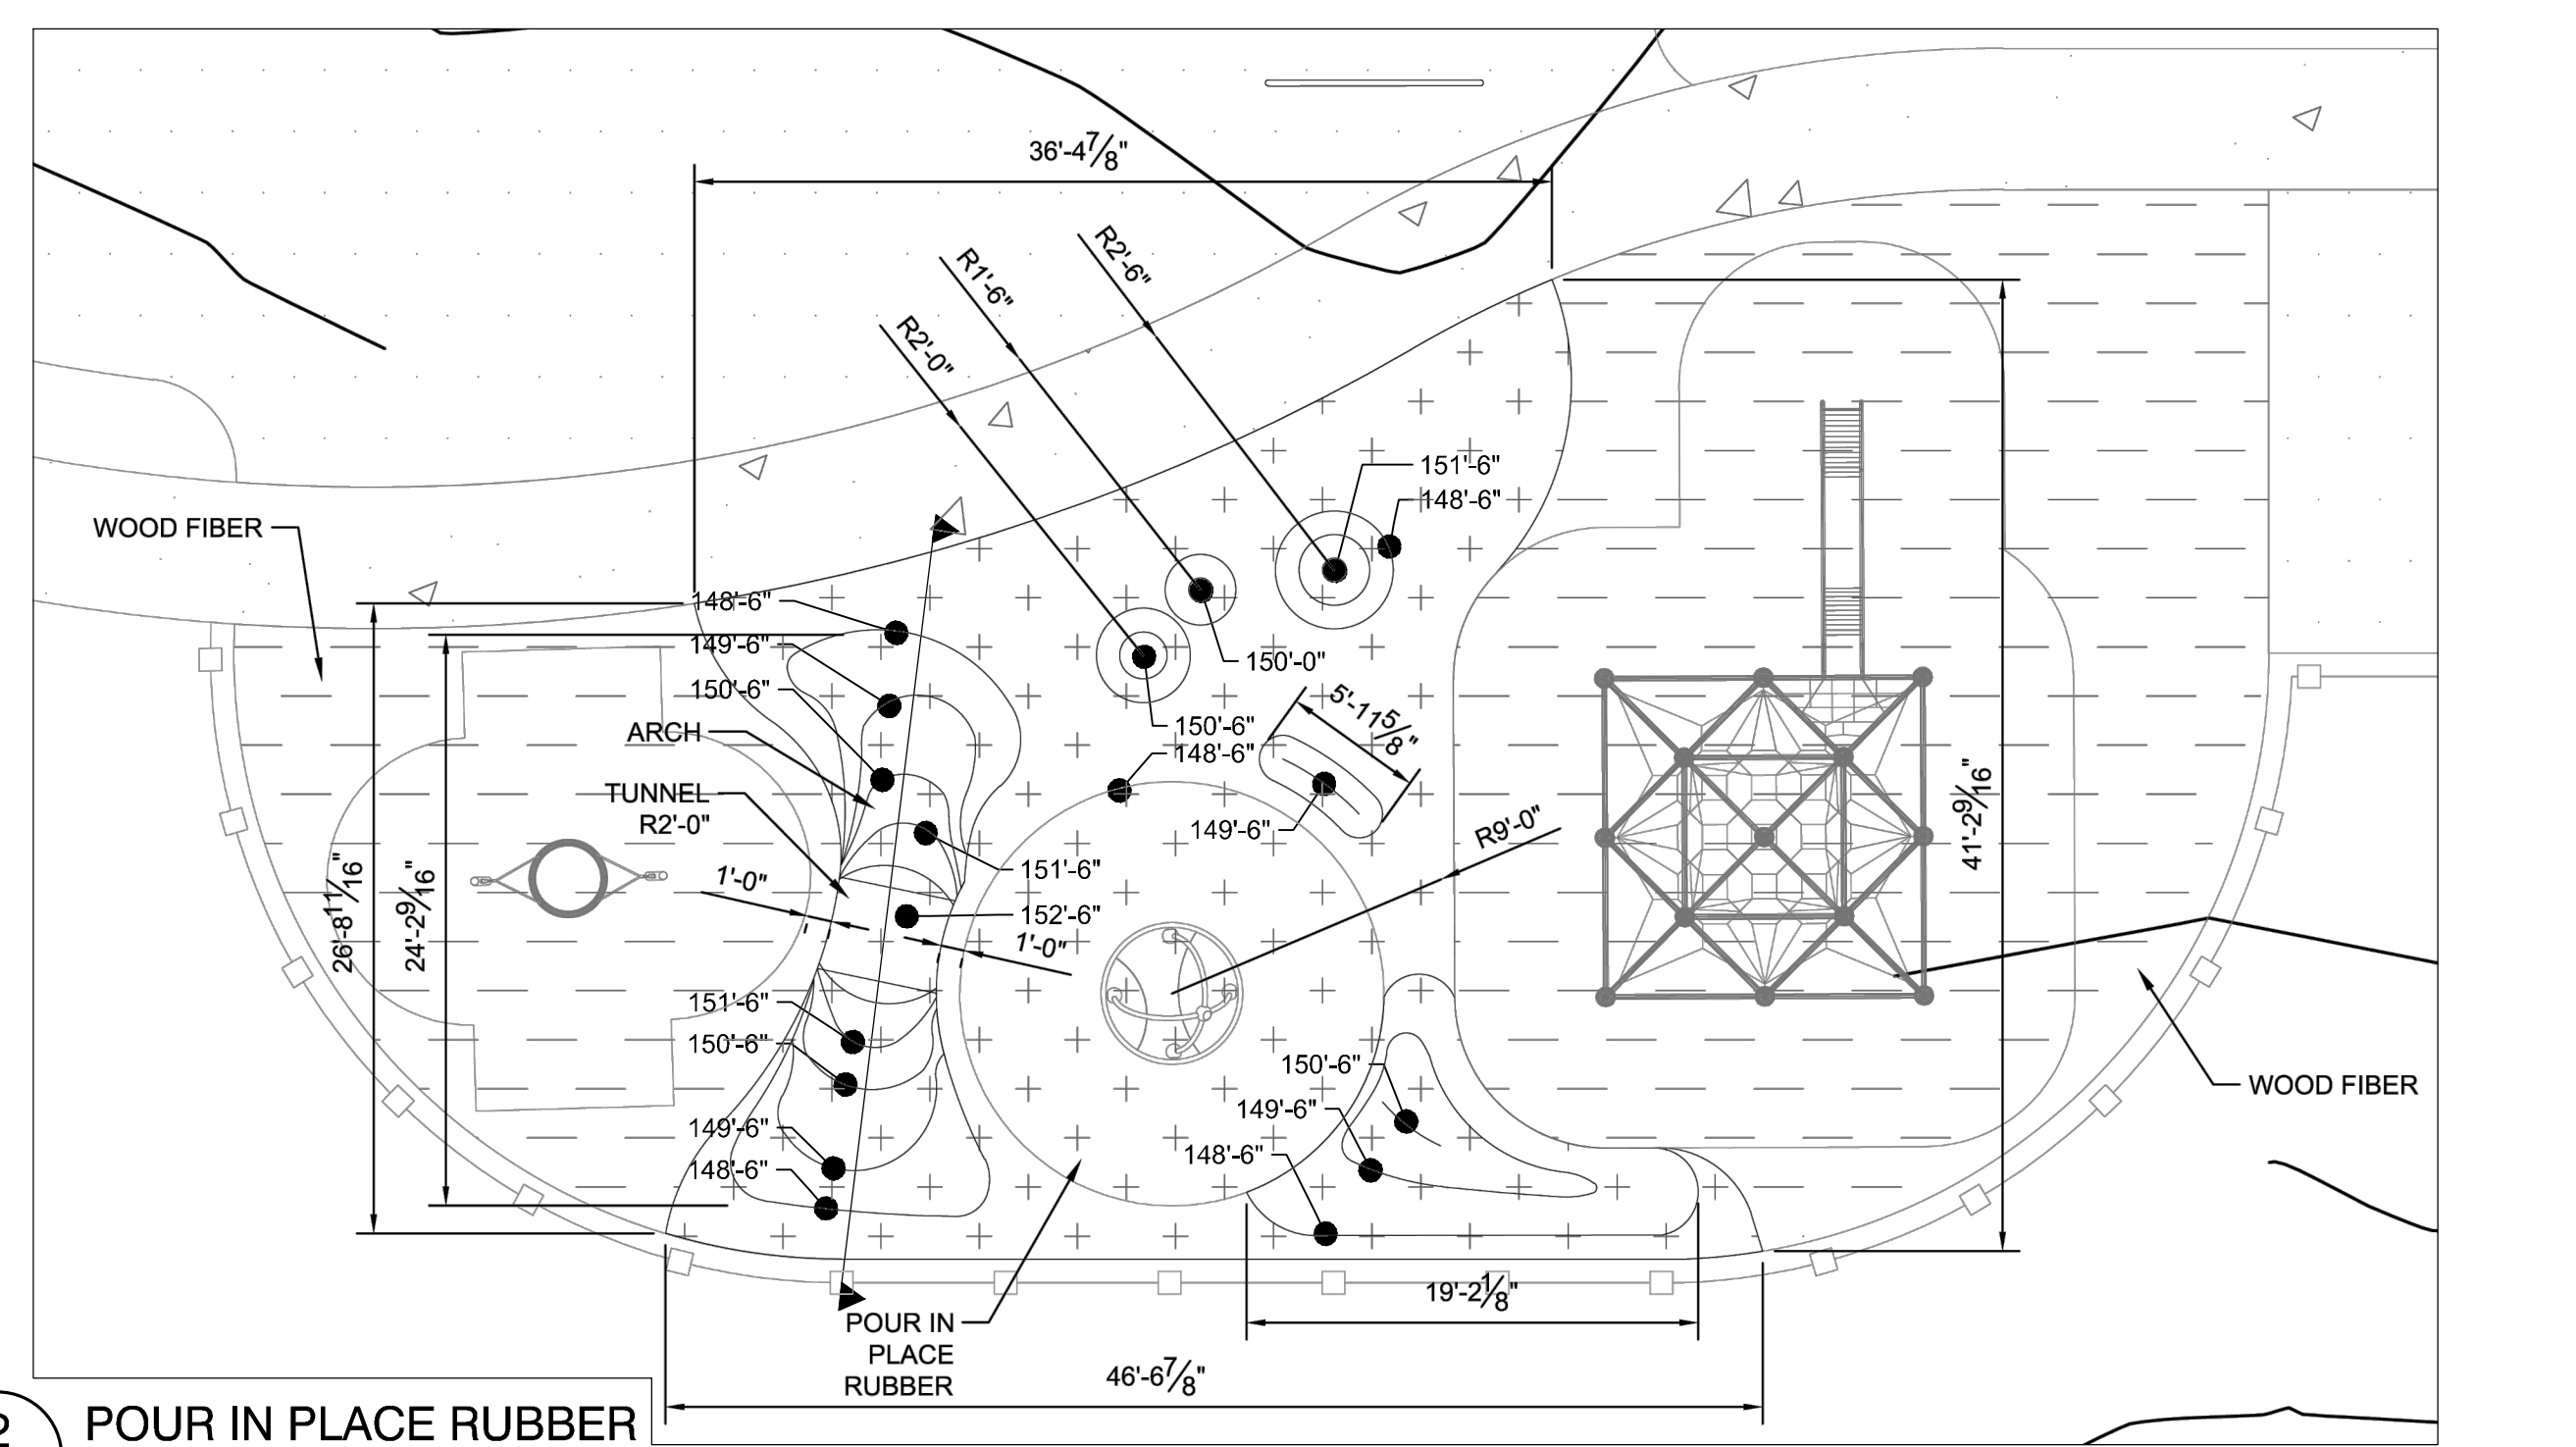 36'-4 7/8"
R2'-6"
R1'-6"
R2'-0"
151'-6"
148'-6"
WOOD FIBER
148'-6"
149'-6"
150'-6"
ARCH
TUNNEL
R2'-0"
150'-0"
150'-6"
148'-6"
5'-11 5/8"
149'-6"
R9'-0"
41'-2 9/16"
26'-8 11/16"
24'-2 9/16"
1'-0"
151'-6"
152'-6"
1'-0"
151'-6"
150'-6"
149'-6"
148'-6"
150'-6"
149'-6"
148'-6"
WOOD FIBER
19'-2 1/8"
POUR IN
PLACE
RUBBER
46'-6 7/8"
2
POUR IN PLACE RUBBER